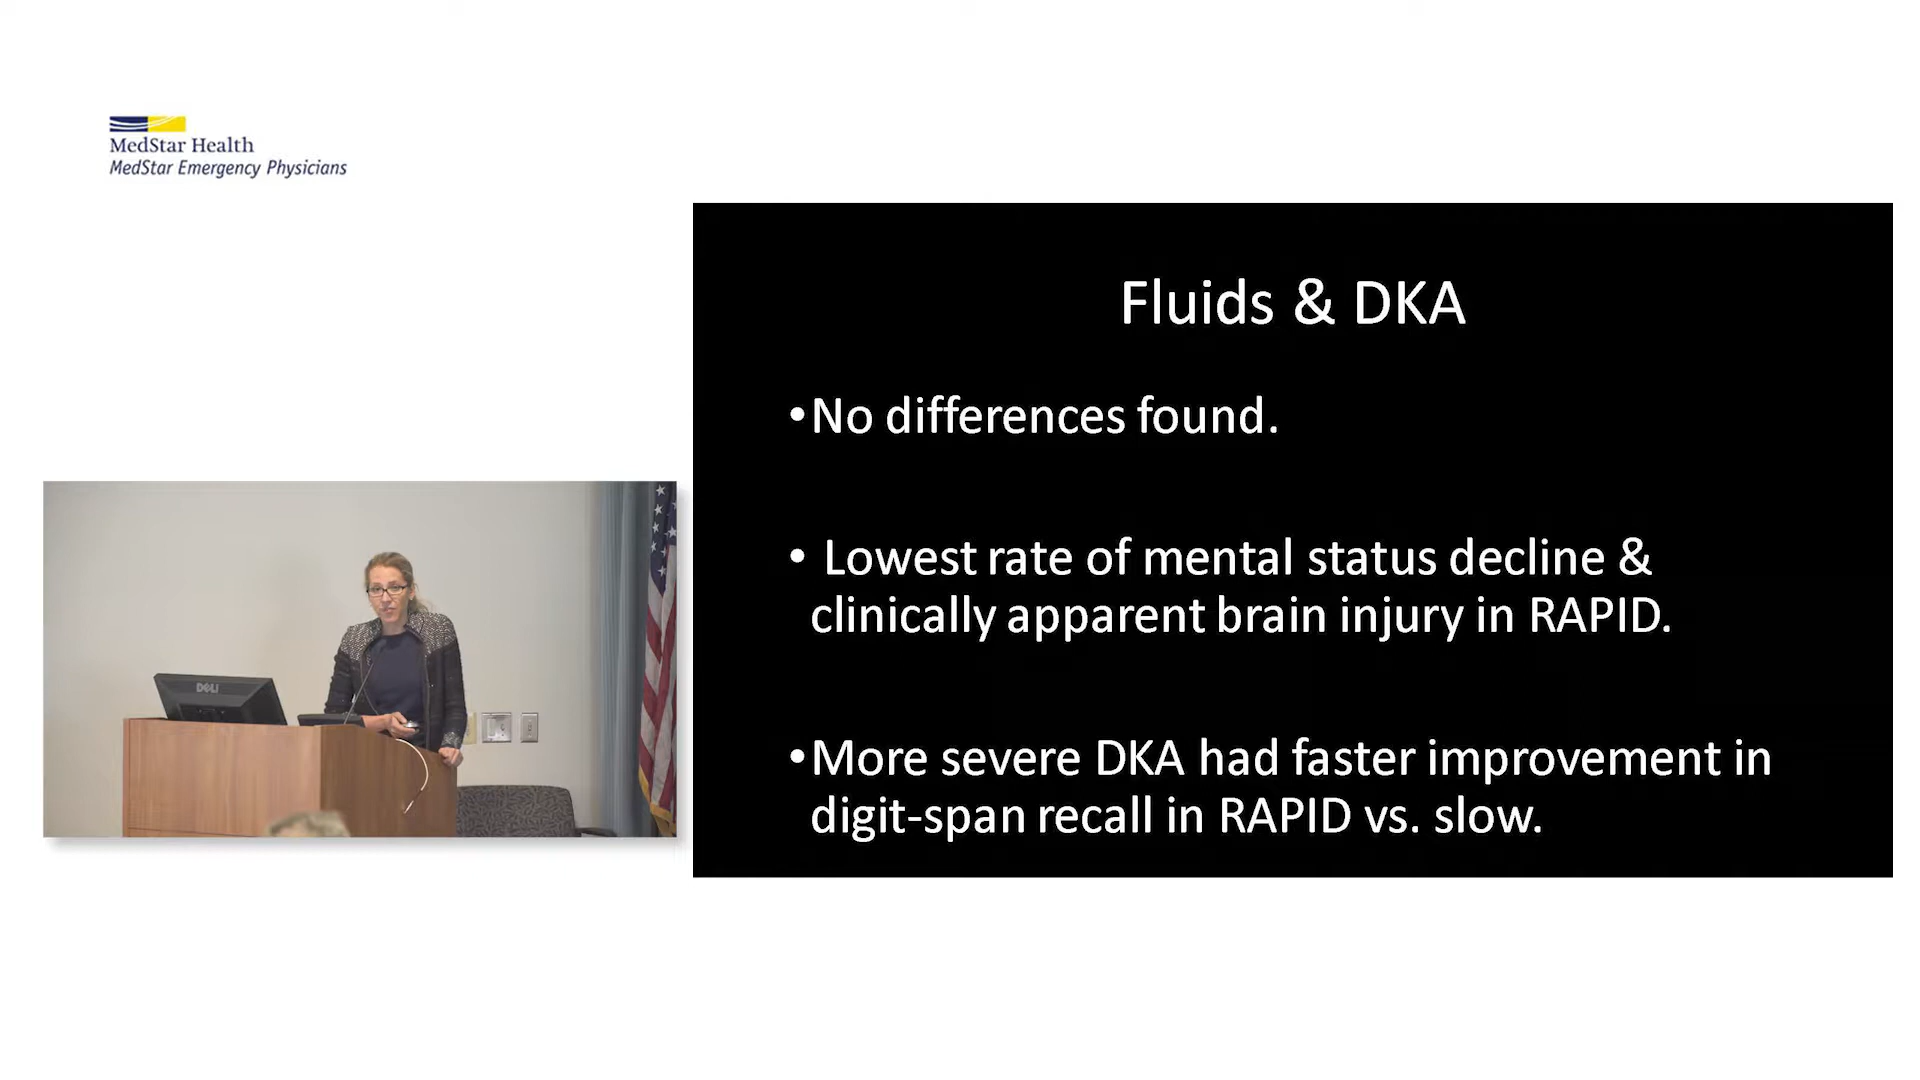 MedStar Health
MedStar Emergency Physicians
Fluids & DKA
•No differences found.
• Lowest rate of mental status decline &
clinically apparent brain injury in RAPID.
•More severe DKA had faster improvement in
digit-span recall in RAPID vs. slow.
DELL